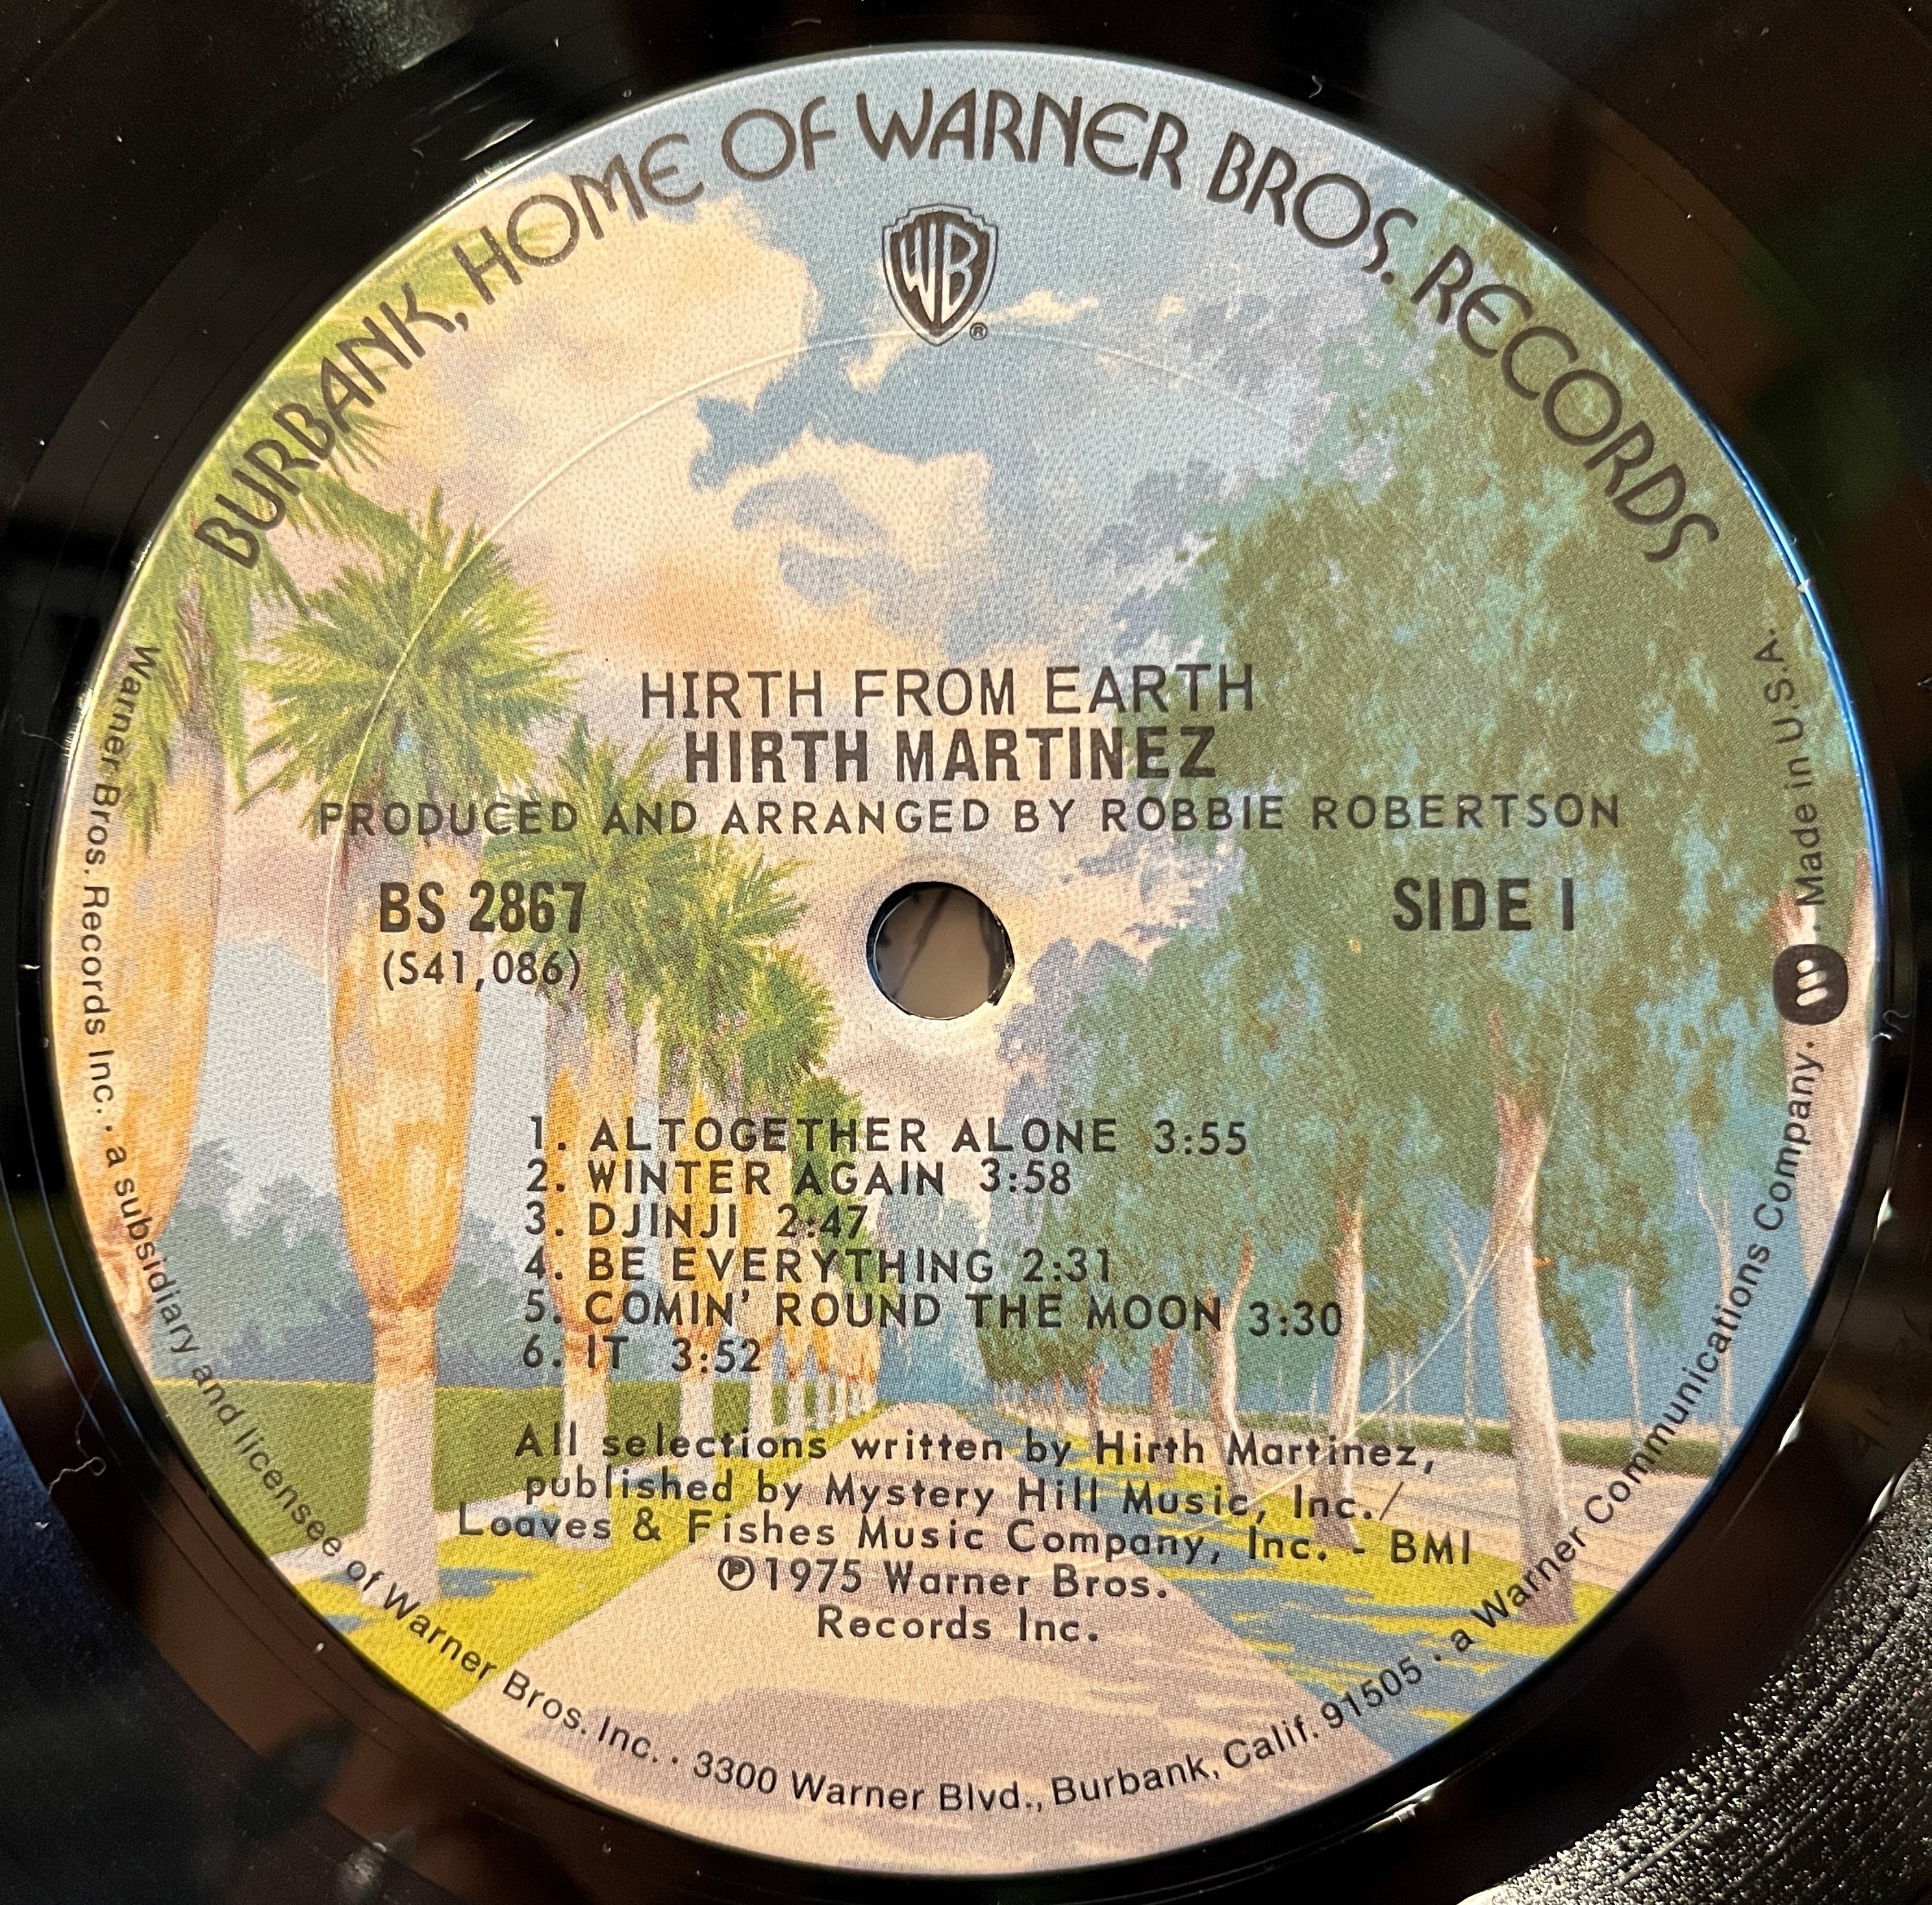 BURBANK, HOME OF WARNER BROS. RECORDS
WB
®
HIRTH FROM EARTH
HIRTH MARTINEZ
PRODUCED AND ARRANGED BY ROBBIE ROBERTSON
BS 2867
(S41,086)
SIDE 1
1. ALTOGETHER ALONE 3:55
2. WINTER AGAIN 3:58
3. DJINJI 2:47
4. BE EVERYTHING 2:31
5. COMIN' ROUND THE MOON 3:30
6. IT 3:52
All selections written by Hirth Martinez,
published by Mystery Hill Music, Inc./
Loaves & Fishes Music Company, Inc. - BMI
℗1975 Warner Bros.
Records Inc.
Warner Bros. Records Inc. · a subsidiary and licensee of Warner Bros. Inc. · 3300 Warner Blvd., Burbank, Calif. 91505 · a Warner Communications Company. W · Made in U.S.A.